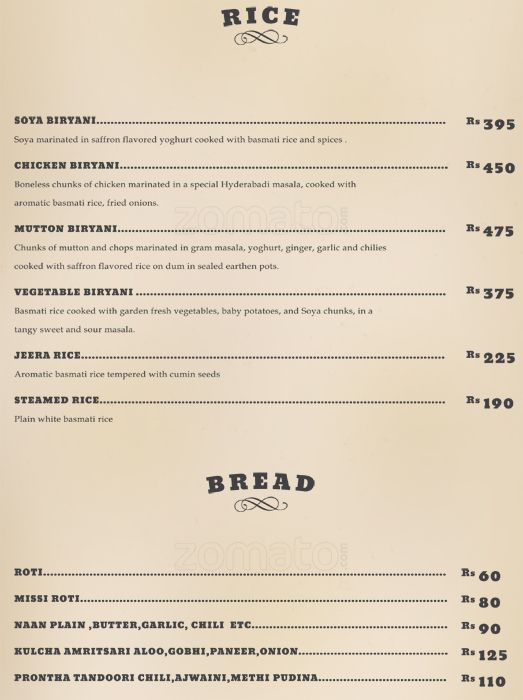 RICE
SOYA BIRYANI Rs 395
Soya marinated in saffron flavored yoghurt cooked with basmati rice and spices .
CHICKEN BIRYANI Rs 450
Boneless chunks of chicken marinated in a special Hyderabadi masala, cooked with
aromatic basmati rice, fried onions.
zomato.com
MUTTON BIRYANI Rs 475
Chunks of mutton and chops marinated in gram masala, yoghurt, ginger, garlic and chilies
cooked with saffron flavored rice on dum in sealed earthen pots.
VEGETABLE BIRYANI Rs 375
Basmati rice cooked with garden fresh vegetables, baby potatoes, and Soya chunks, in a
tangy sweet and sour masala.
JEERA RICE Rs 225
Aromatic basmati rice tempered with cumin seeds
STEAMED RICE Rs 190
Plain white basmati rice
BREAD
zomato.com
ROTI Rs 60
MISSI ROTI Rs 80
NAAN PLAIN ,BUTTER,GARLIC, CHILI ETC Rs 90
KULCHA AMRITSARI ALOO,GOBHI,PANEER,ONION Rs 125
PRONTHA TANDOORI CHILI,AJWAINI,METHI PUDINA Rs 110